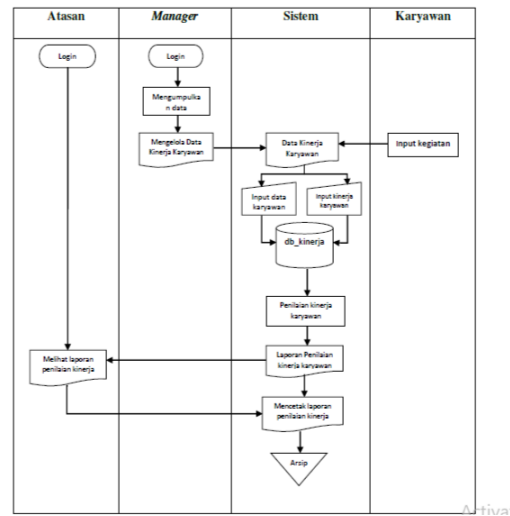 Atasan
Manager
Sistem
Karyawan
Login
Login
Mengumpulka
n data
Mengelola Data
Kinerja Karyawan
Data Kinerja
Karyawan
Input kegiatan
Input data
karyawan
Input kinerja
karyawan
db_kinerja
Penilaian kinerja
karyawan
Melihat laporan
penilaian kinerja
Laporan Penilaian
kinerja karyawan
Mencetak laporan
penilaian kinerja
Arsip
Activa